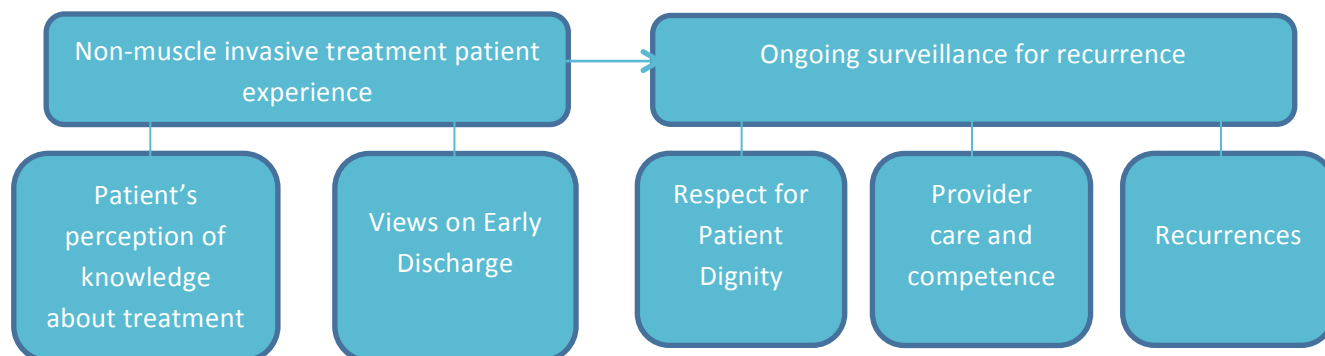 Non-muscle invasive treatment patient
experience
Ongoing surveillance for recurrence
Patient’s
perception of
knowledge
about treatment
Views on Early
Discharge
Respect for
Patient
Dignity
Provider
care and
competence
Recurrences